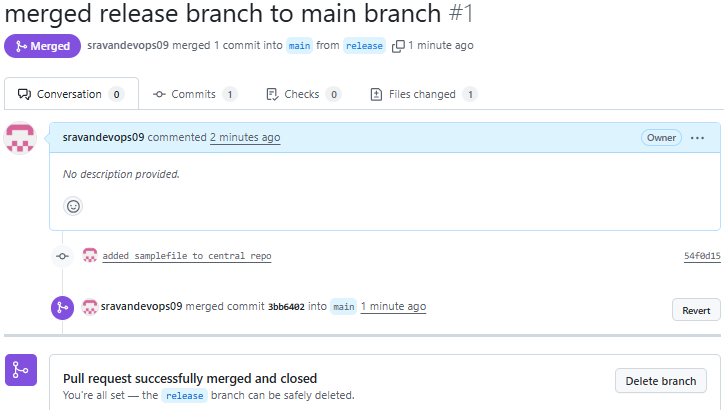 merged release branch to main branch #1
Merged sravandevops09 merged 1 commit into main from release 1 minute ago
Conversation 0 Commits 1 Checks 0 Files changed 1
sravandevops09 commented 2 minutes ago Owner ...
No description provided.
added samplefile to central repo 54f0d15
sravandevops09 merged commit 3bb6402 into main 1 minute ago Revert
Pull request successfully merged and closed
You're all set — the release branch can be safely deleted.
Delete branch